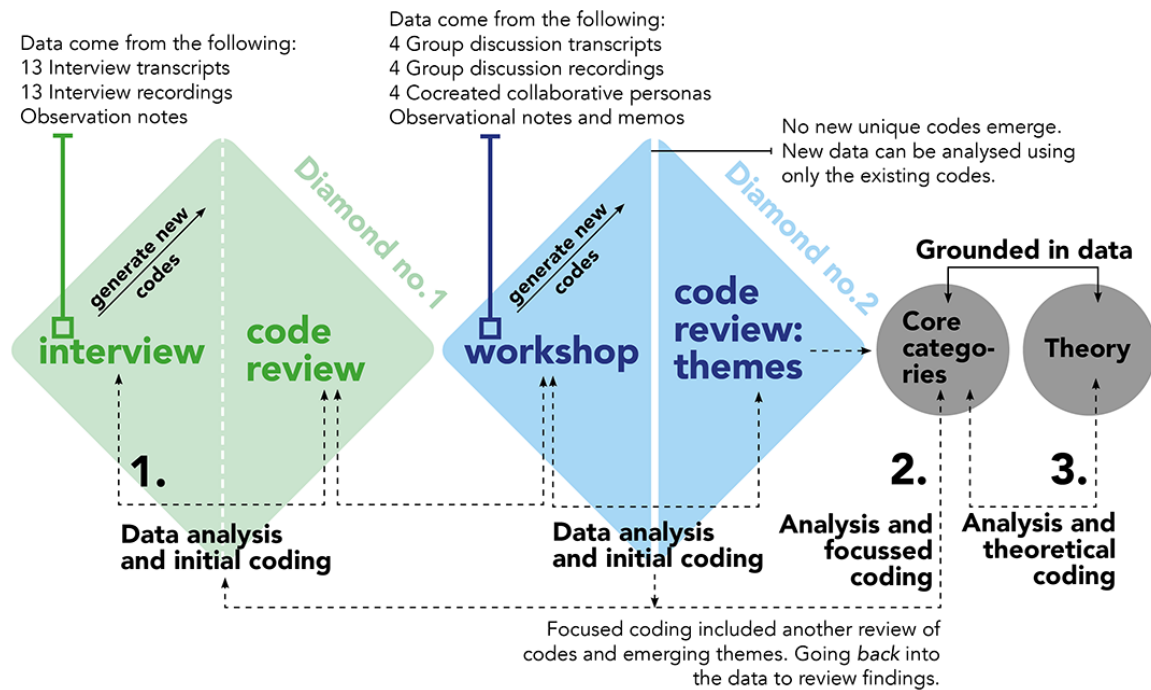 Data come from the following:
13 Interview transcripts
13 Interview recordings
Observation notes
Data come from the following:
4 Group discussion transcripts
4 Group discussion recordings
4 Cocreated collaborative personas
Observational notes and memos
No new unique codes emerge.
New data can be analysed using
only the existing codes.
Diamond no.1
Diamond no.2
generate new
codes
generate new
codes
interview
code
review
workshop
code
review:
themes
Grounded in data
Core
catego-
ries
Theory
1.
Data analysis
and initial coding
Data analysis
and initial coding
2.
Analysis and
focussed
coding
3.
Analysis and
theoretical
coding
Focused coding included another review of
codes and emerging themes. Going back into
the data to review findings.